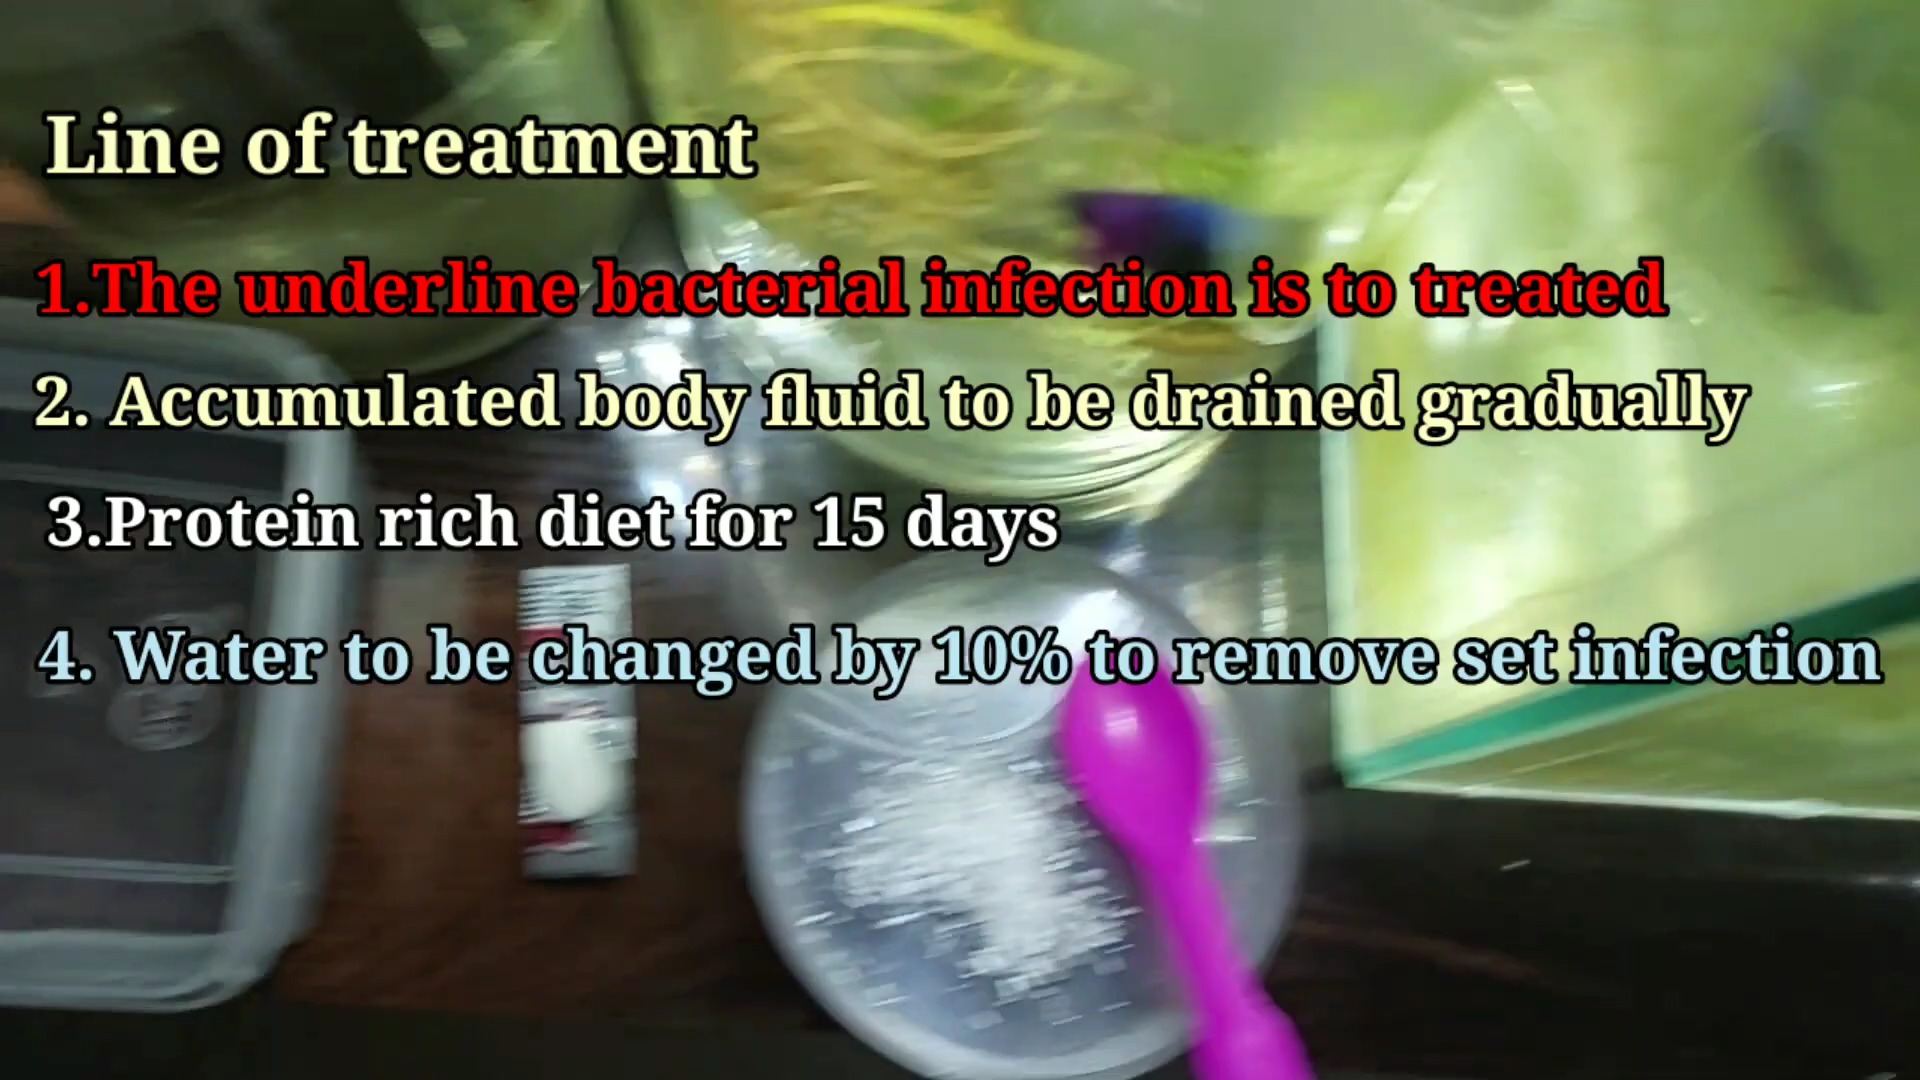 Line of treatment
1.The underline bacterial infection is to treated
2. Accumulated body fluid to be drained gradually
3.Protein rich diet for 15 days
4. Water to be changed by 10% to remove set infection